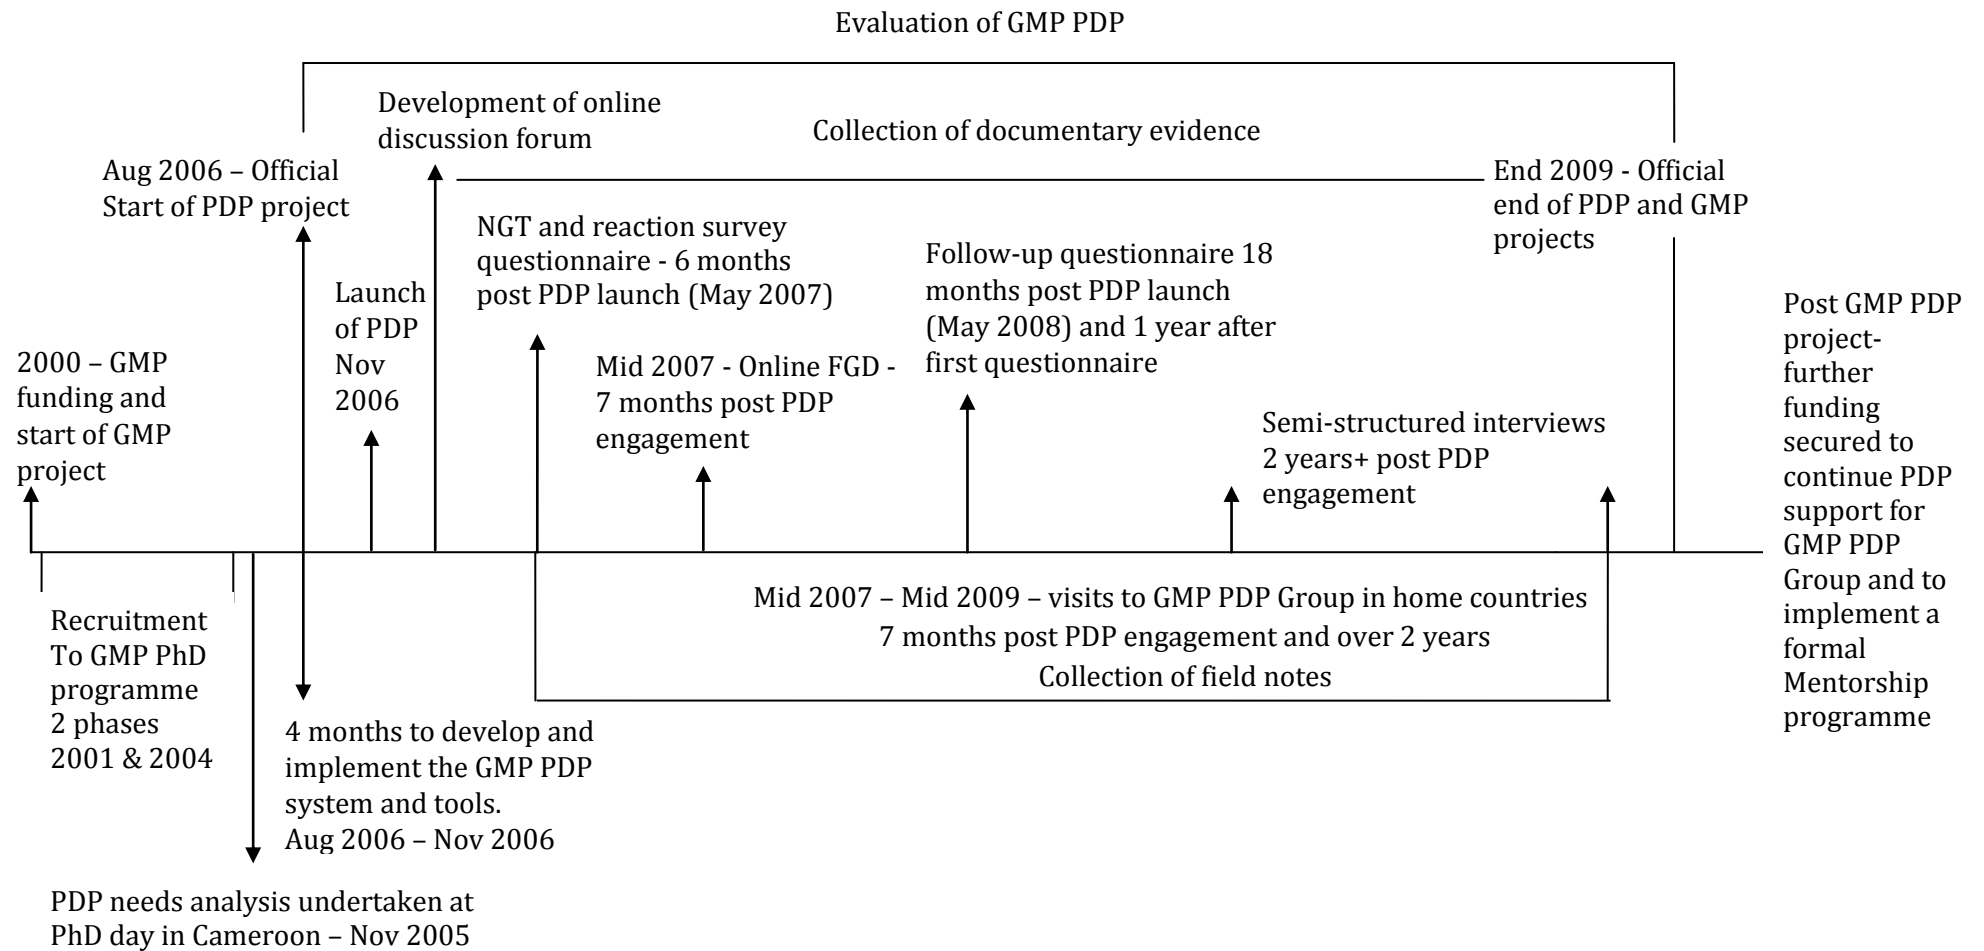 Evaluation of GMP PDP
Development of online
discussion forum
Collection of documentary evidence
Aug 2006 – Official
Start of PDP project
End 2009 - Official
end of PDP and GMP
projects
NGT and reaction survey
questionnaire - 6 months
post PDP launch (May 2007)
Follow-up questionnaire 18
months post PDP launch
(May 2008) and 1 year after
first questionnaire
Launch
of PDP
Nov
2006
2000 – GMP
funding and
start of GMP
project
Mid 2007 - Online FGD -
7 months post PDP
engagement
Semi-structured interviews
2 years+ post PDP
engagement
Post GMP PDP
project-
further
funding
secured to
continue PDP
support for
GMP PDP
Group and to
implement a
formal
Mentorship
programme
Recruitment
To GMP PhD
programme
2 phases
2001 & 2004
Mid 2007 – Mid 2009 – visits to GMP PDP Group in home countries
7 months post PDP engagement and over 2 years
Collection of field notes
4 months to develop and
implement the GMP PDP
system and tools.
Aug 2006 – Nov 2006
PDP needs analysis undertaken at
PhD day in Cameroon – Nov 2005